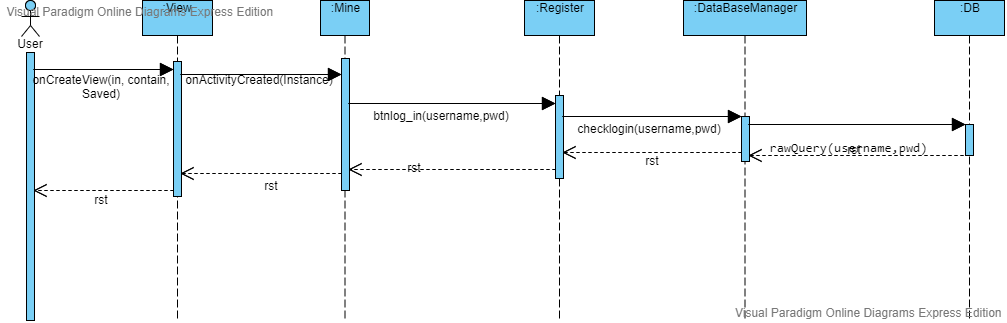 Visual Paradigm Online Diagrams Express Edition
:View
:Mine
:Register
:DataBaseManager
:DB
User
onCreateView(in, contain,
Saved)
onActivityCreated(Instance)
btnlog_in(username,pwd)
checklogin(username,pwd)
rawQuery(username,pwd)
rst
rst
rst
rst
rst
Visual Paradigm Online Diagrams Express Edition